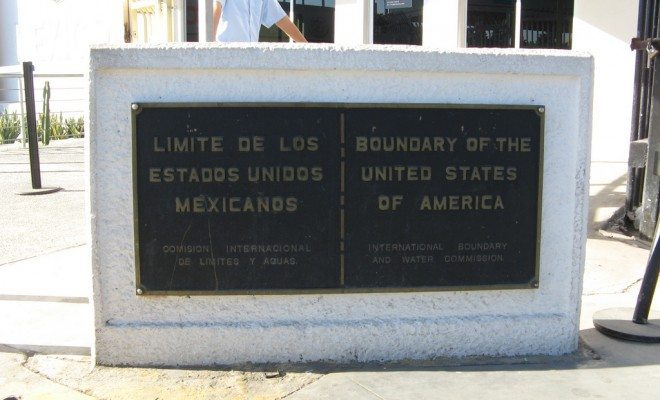 LIMITE DE LOS
ESTADOS UNIDOS
MEXICANOS
COMISION INTERNACIONAL
DE LIMITES Y AGUAS.
BOUNDARY OF THE
UNITED STATES
OF AMERICA
INTERNATIONAL BOUNDARY
AND WATER COMMISSION.